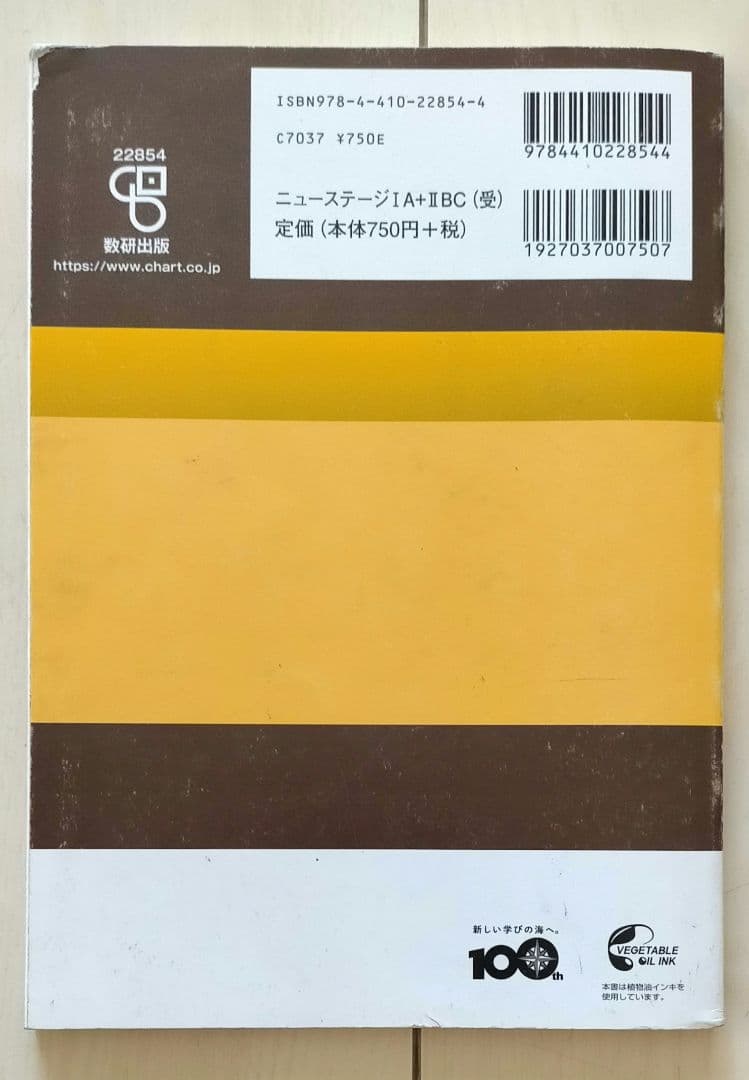 ISBN978-4-410-22854-4
C7037 ¥750E
9784410228544
ニューステージⅠA+ⅡBC(受)
定価(本体750円+税)
1927037007507
22854
数研出版
https://www.chart.co.jp
新しい学びの海へ。
100th
VEGETABLE
OIL INK
本書は植物油インキを
使用しています。